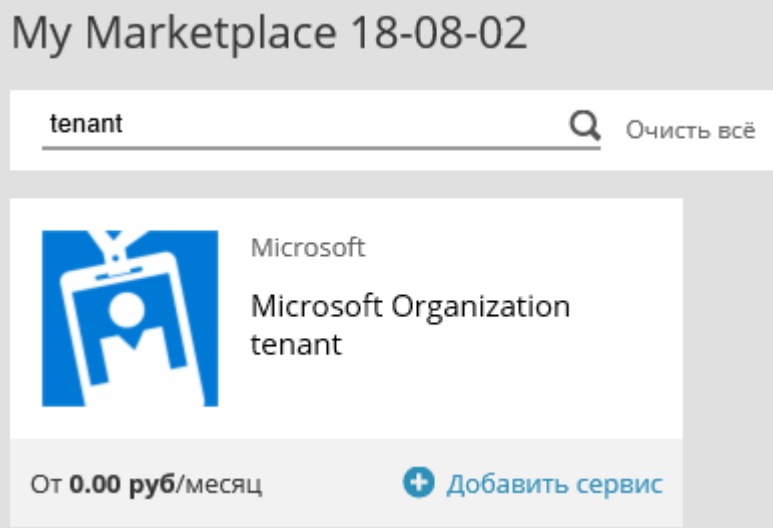 My Marketplace 18-08-02
tenant
Очисть всё
Microsoft
Microsoft Organization
tenant
От 0.00 руб/месяц
Добавить сервис